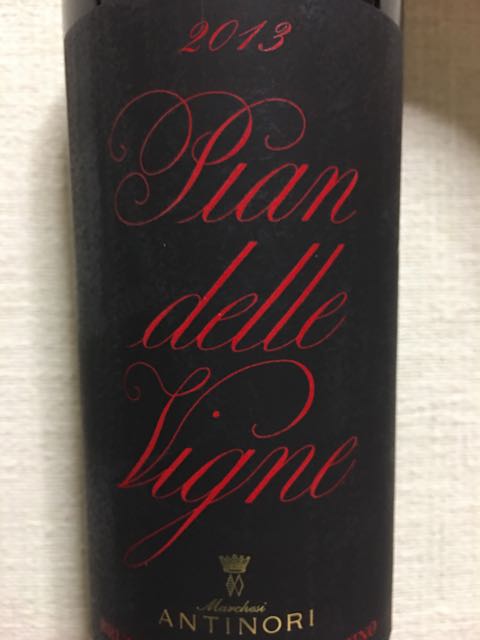 2013
Pian
delle
Vigne
Marchesi
ANTINORI